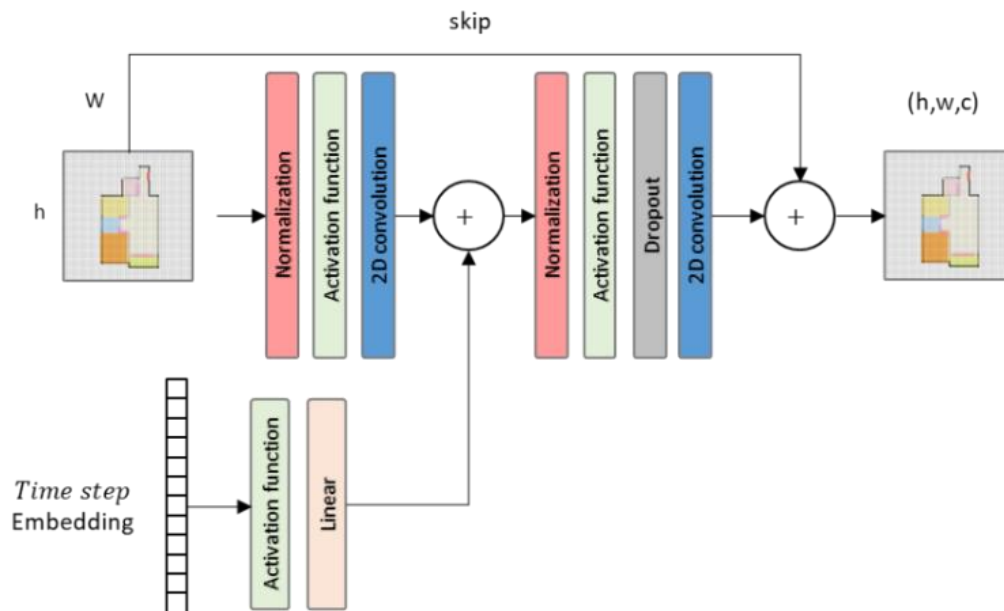 skip
W
(h,w,c)
h
Normalization
Activation function
2D convolution
+
Normalization
Activation function
Dropout
2D convolution
+
Time step
Embedding
Activation function
Linear